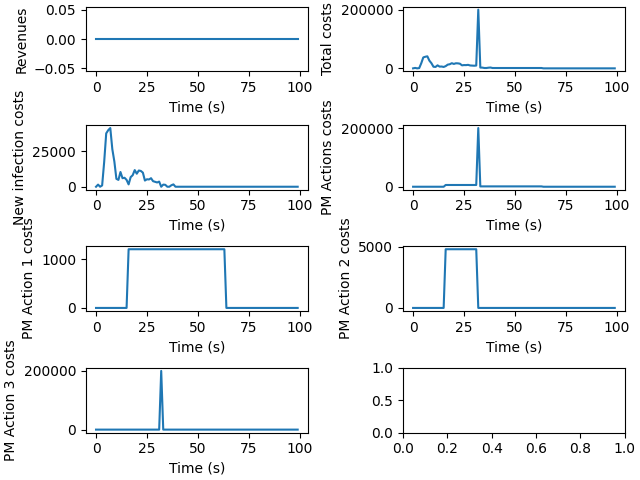 Revenues
0.05
0.00
−0.05
0 25 50 75 100
Time (s)
Total costs
200000
0
0 25 50 75 100
Time (s)
New infection costs
25000
0
0 25 50 75 100
Time (s)
PM Actions costs
200000
0
0 25 50 75 100
Time (s)
PM Action 1 costs
1000
0
0 25 50 75 100
Time (s)
PM Action 2 costs
5000
0
0 25 50 75 100
Time (s)
PM Action 3 costs
200000
0
0 25 50 75 100
Time (s)
1.0
0.5
0.0
0.0 0.2 0.4 0.6 0.8 1.0